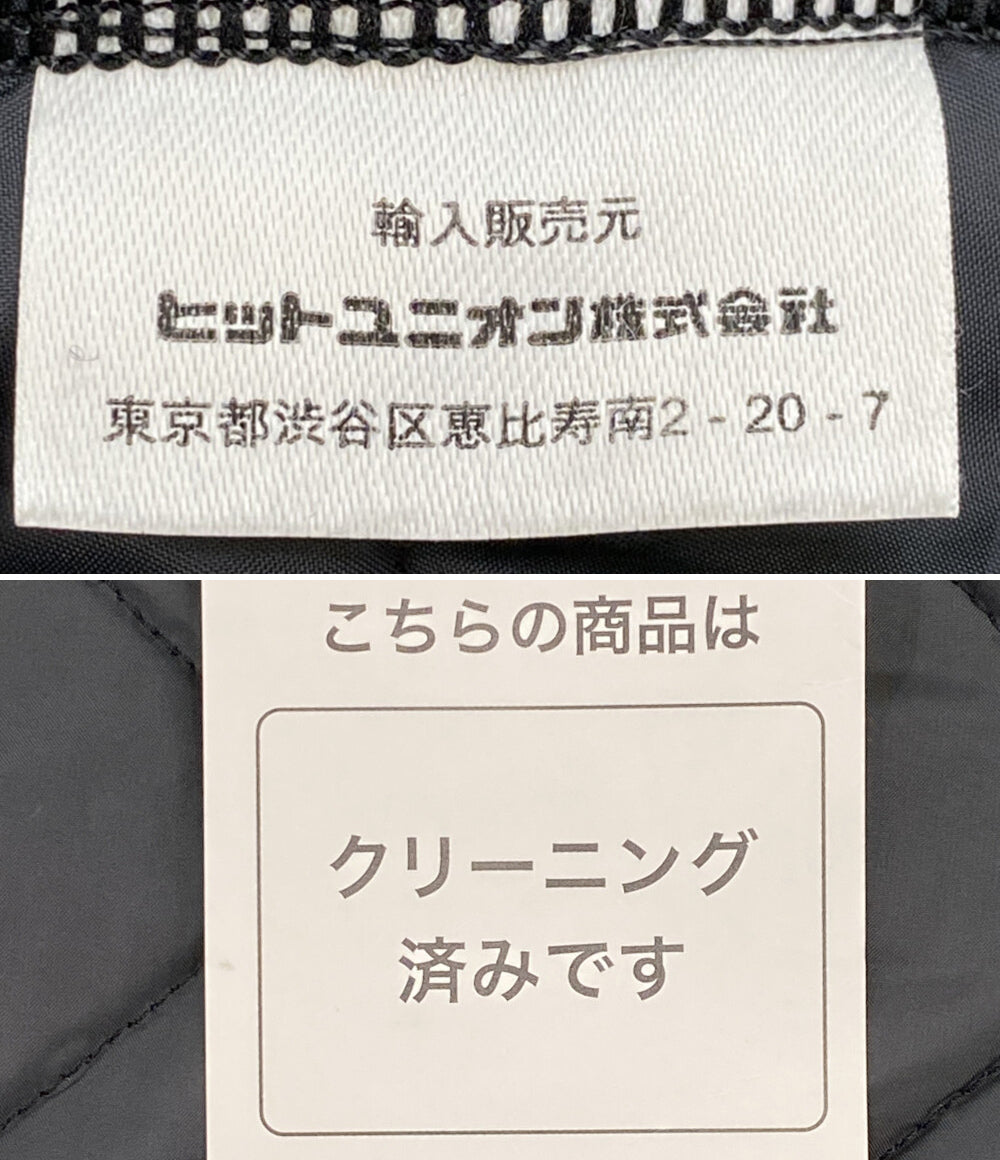 輸入販売元
ヒットユニオン株式会社
東京都渋谷区恵比寿南2-20-7
こちらの商品は
クリーニング
済みです